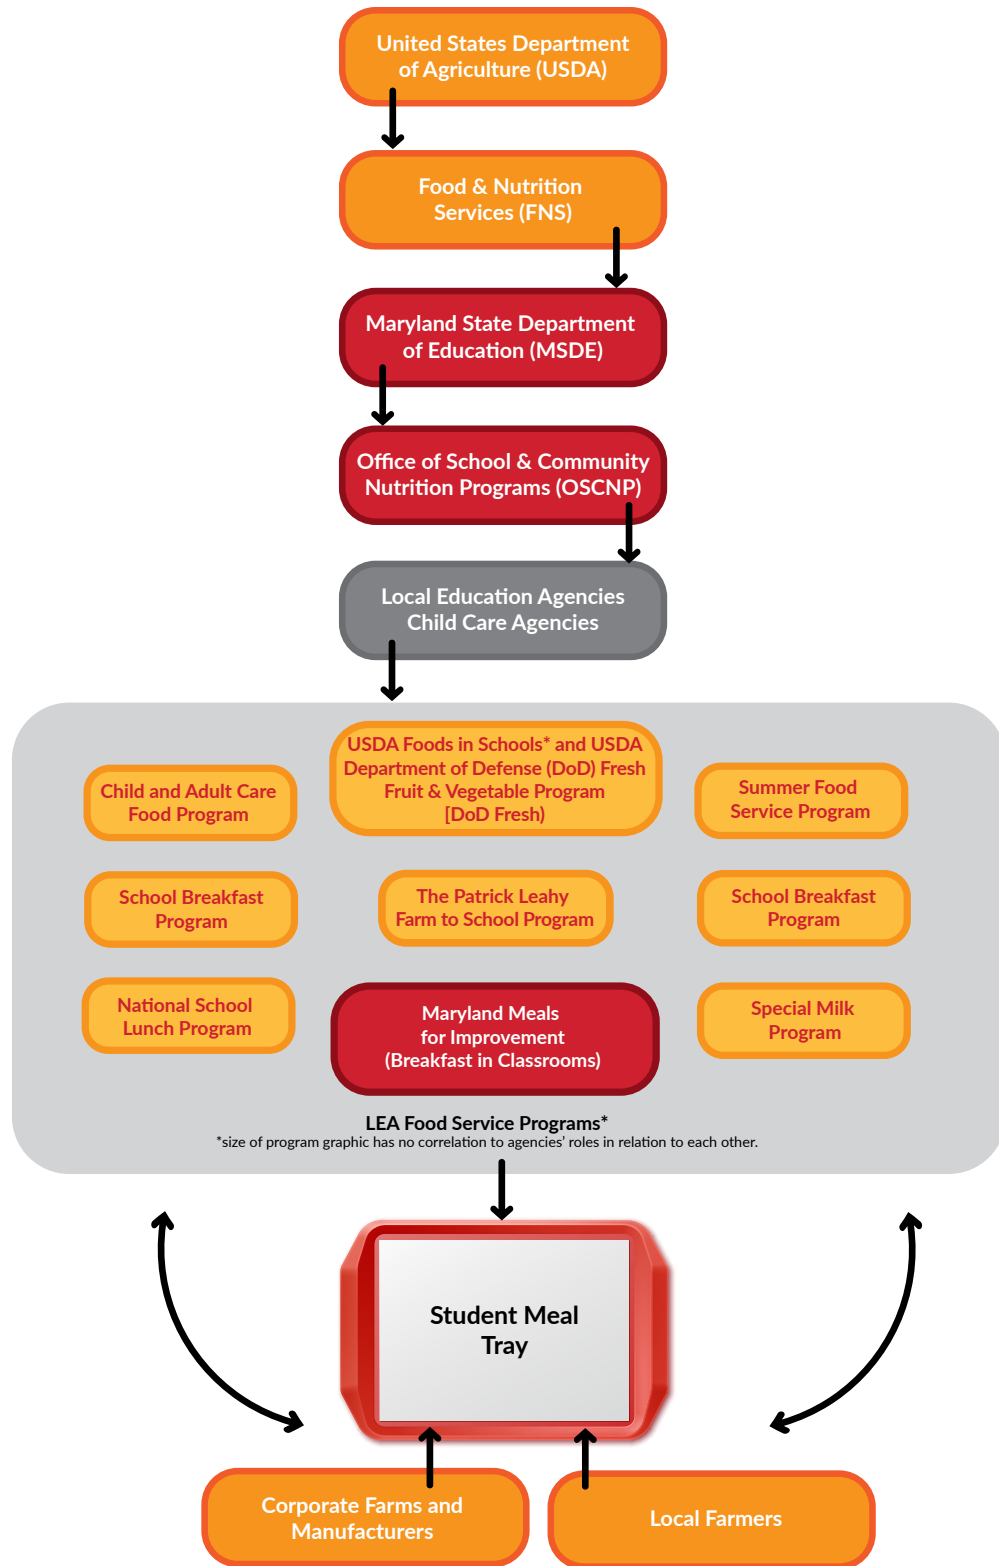 United States Department
of Agriculture (USDA)
Food & Nutrition
Services (FNS)
Maryland State Department
of Education (MSDE)
Office of School & Community
Nutrition Programs (OSCNP)
Local Education Agencies
Child Care Agencies
USDA Foods in Schools* and USDA
Department of Defense (DoD) Fresh
Fruit & Vegetable Program
[DoD Fresh)
Child and Adult Care
Food Program
Summer Food
Service Program
School Breakfast
Program
The Patrick Leahy
Farm to School Program
School Breakfast
Program
National School
Lunch Program
Maryland Meals
for Improvement
(Breakfast in Classrooms)
Special Milk
Program
LEA Food Service Programs*
*size of program graphic has no correlation to agencies' roles in relation to each other.
Student Meal
Tray
Corporate Farms and
Manufacturers
Local Farmers